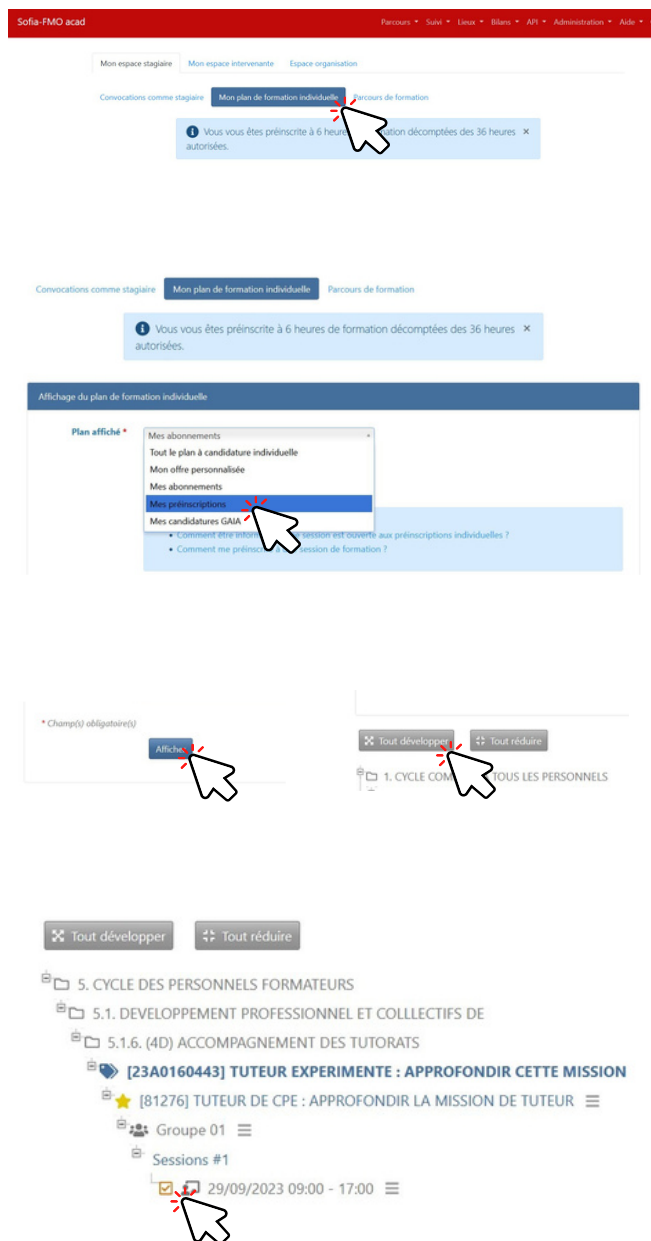 Sofia-FMO acad Parcours Suivi Lieux Bilans API Administration Aide
Mon espace stagiaire Mon espace intervenante Espace organisation
Convocations comme stagiaire Mon plan de formation individuelle Parcours de formation
Vous vous êtes préinscrite à 6 heures formation décomptées des 36 heures ×
autorisées.
Convocations comme stagiaire Mon plan de formation individuelle Parcours de formation
Vous vous êtes préinscrite à 6 heures de formation décomptées des 36 heures ×
autorisées.
Affichage du plan de formation individuelle
Plan affiché * Mes abonnements
Tout le plan à candidature individuelle
Mon offre personnalisée
Mes abonnements
Mes préinscriptions
Mes candidatures GAIA
• Comment être session est ouverte aux préinscriptions individuelles ?
• Comment me préinscrire à une session de formation ?
* Champ(s) obligatoire(s)
Afficher
Tout développer Tout réduire
1. CYCLE TOUS LES PERSONNELS
Tout développer Tout réduire
5. CYCLE DES PERSONNELS FORMATEURS
5.1. DEVELOPPEMENT PROFESSIONNEL ET COLLLECTIFS DE
5.1.6. (4D) ACCOMPAGNEMENT DES TUTORATS
[23A0160443] TUTEUR EXPERIMENTE : APPROFONDIR CETTE MISSION
[81276] TUTEUR DE CPE : APPROFONDIR LA MISSION DE TUTEUR
Groupe 01
Sessions #1
29/09/2023 09:00 - 17:00